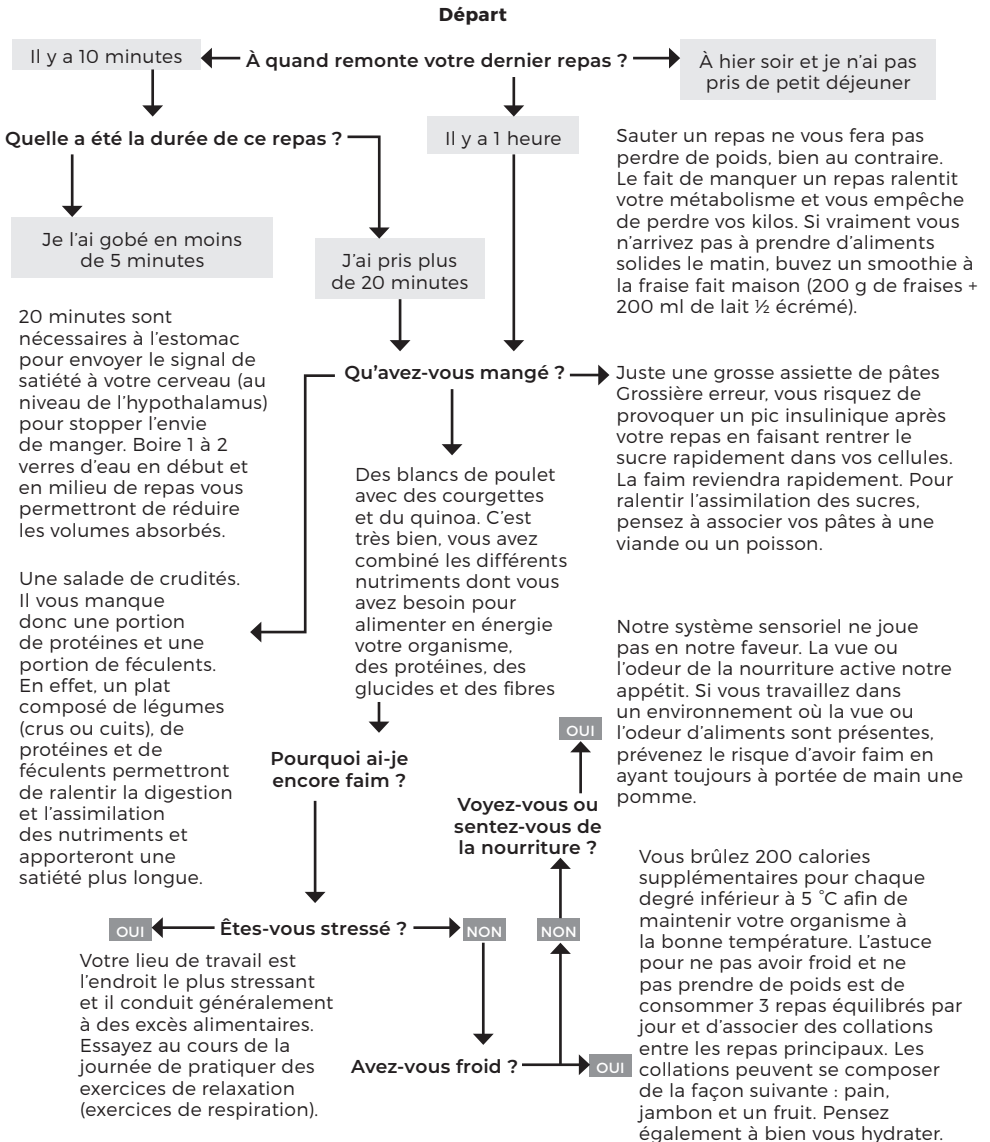 Départ
Il y a 10 minutes
À quand remonte votre dernier repas ?
À hier soir et je n'ai pas
pris de petit déjeuner
Quelle a été la durée de ce repas ?
Il y a 1 heure
Sauter un repas ne vous fera pas
perdre de poids, bien au contraire.
Le fait de manquer un repas ralentit
votre métabolisme et vous empêche
de perdre vos kilos. Si vraiment vous
n'arrivez pas à prendre d'aliments
solides le matin, buvez un smoothie à
la fraise fait maison (200 g de fraises +
200 ml de lait ½ écrémé).
Je l'ai gobé en moins
de 5 minutes
J'ai pris plus
de 20 minutes
20 minutes sont
nécessaires à l'estomac
pour envoyer le signal de
satiété à votre cerveau (au
niveau de l'hypothalamus)
pour stopper l'envie
de manger. Boire 1 à 2
verres d'eau en début et
en milieu de repas vous
permettront de réduire
les volumes absorbés.
Qu'avez-vous mangé ?
Juste une grosse assiette de pâtes
Grossière erreur, vous risquez de
provoquer un pic insulinique après
votre repas en faisant rentrer le
sucre rapidement dans vos cellules.
La faim reviendra rapidement. Pour
ralentir l'assimilation des sucres,
pensez à associer vos pâtes à une
viande ou un poisson.
Des blancs de poulet
avec des courgettes
et du quinoa. C'est
très bien, vous avez
combiné les différents
nutriments dont vous
avez besoin pour
alimenter en énergie
votre organisme,
des protéines, des
glucides et des fibres
Une salade de crudités.
Il vous manque
donc une portion
de protéines et une
portion de féculents.
En effet, un plat
composé de légumes
(crus ou cuits), de
protéines et de
féculents permettront
de ralentir la digestion
et l'assimilation
des nutriments et
apporteront une
satiété plus longue.
Pourquoi ai-je
encore faim ?
Notre système sensoriel ne joue
pas en notre faveur. La vue ou
l'odeur de la nourriture active notre
appétit. Si vous travaillez dans
un environnement où la vue ou
l'odeur d'aliments sont présentes,
prévenez le risque d'avoir faim en
ayant toujours à portée de main une
pomme.
OUI
Voyez-vous ou
sentez-vous de
la nourriture ?
OUI
Êtes-vous stressé ?
NON
NON
Votre lieu de travail est
l'endroit le plus stressant
et il conduit généralement
à des excès alimentaires.
Essayez au cours de la
journée de pratiquer des
exercices de relaxation
(exercices de respiration).
Avez-vous froid ?
OUI
Vous brûlez 200 calories
supplémentaires pour chaque
degré inférieur à 5 °C afin de
maintenir votre organisme à
la bonne température. L'astuce
pour ne pas avoir froid et ne
pas prendre de poids est de
consommer 3 repas équilibrés par
jour et d'associer des collations
entre les repas principaux. Les
collations peuvent se composer
de la façon suivante : pain,
jambon et un fruit. Pensez
également à bien vous hydrater.